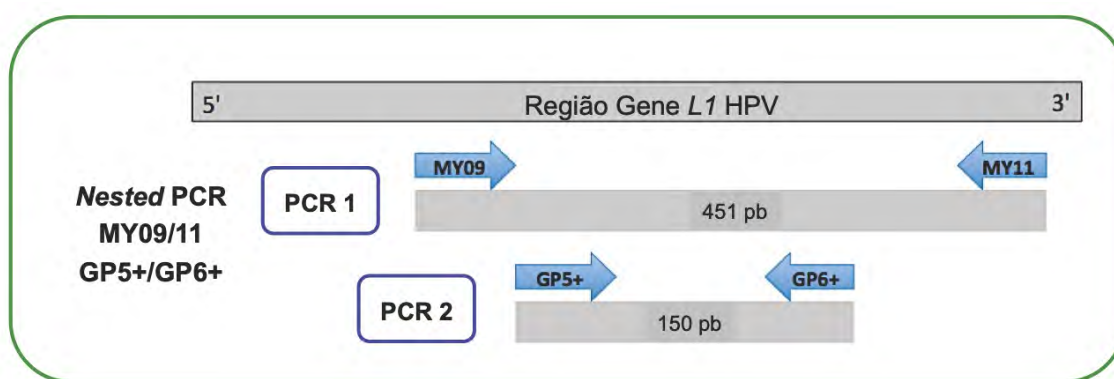 5' Região Gene L1 HPV 3'
MY09 MY11
Nested PCR
MY09/11
GP5+/GP6+
PCR 1
451 pb
GP5+ GP6+
PCR 2
150 pb